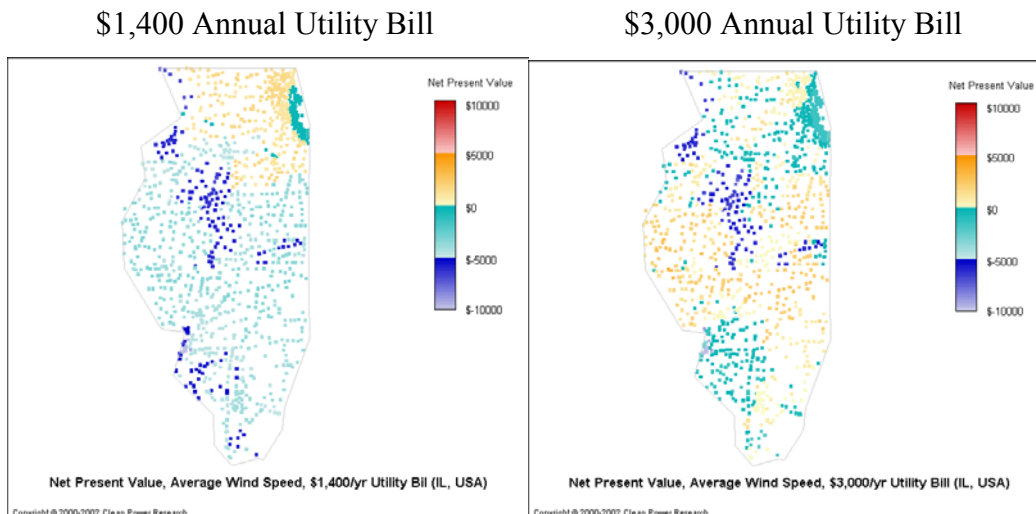 $1,400 Annual Utility Bill
$3,000 Annual Utility Bill
Net Present Value
$10000
$5000
$0
$-5000
$-10000
Net Present Value, Average Wind Speed, $1,400/yr Utility Bil (IL, USA)
Copyright © 2000-2002 Clean Power Research
Net Present Value
$10000
$5000
$0
$-5000
$-10000
Net Present Value, Average Wind Speed, $3,000/yr Utility Bill (IL, USA)
Copyright © 2000-2002 Clean Power Research